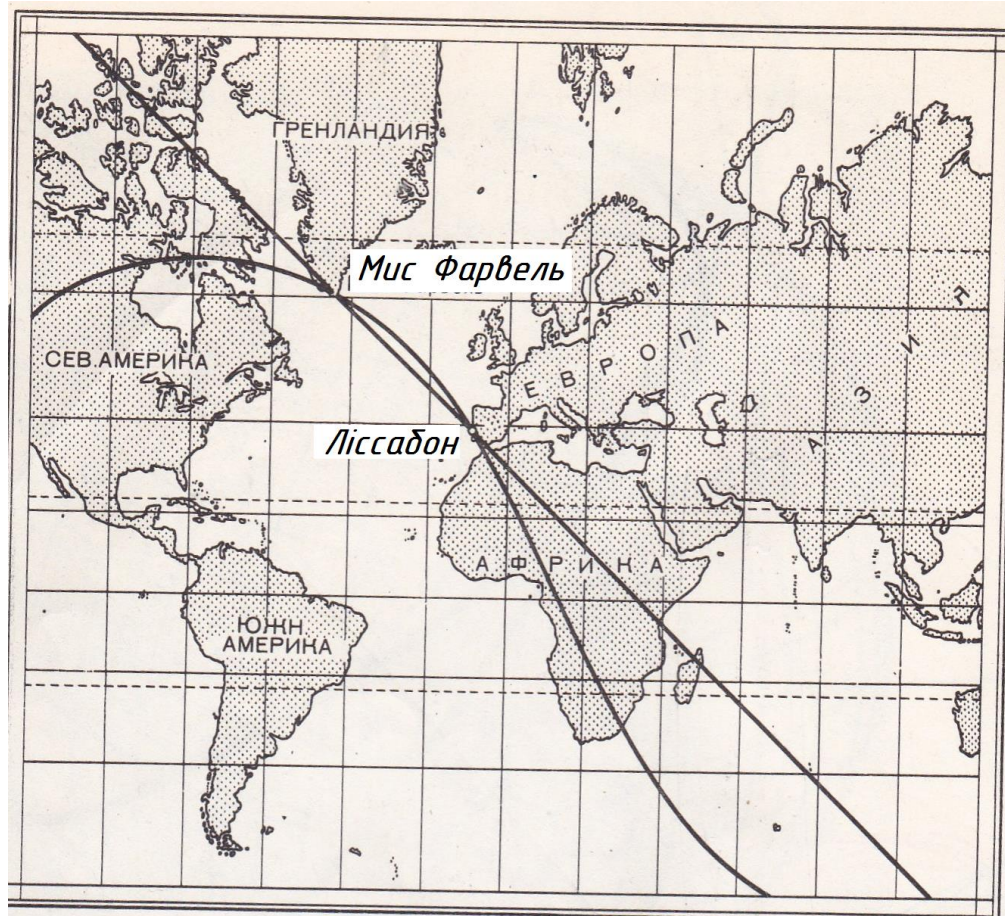 ГРЕНЛАНДИЯ
Мис Фарвель
СЕВ. АМЕРИКА
ЕВРОПА
АЗИЯ
Ліссабон
АФРИКА
ЮЖН.
АМЕРИКА